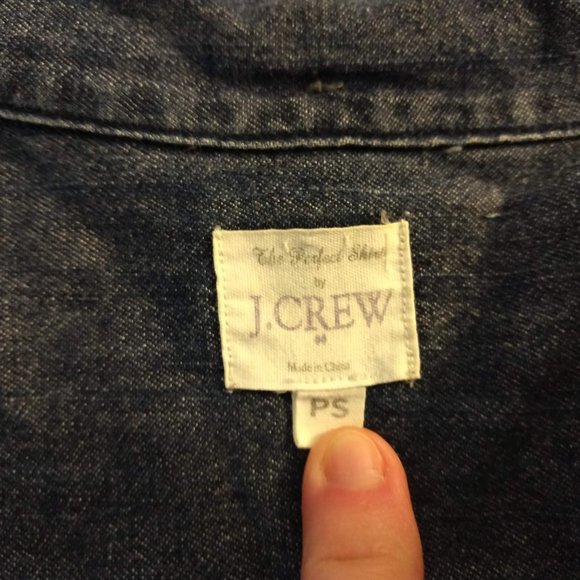 The Perfect Shirt
by
J.CREW
Made in China
PS